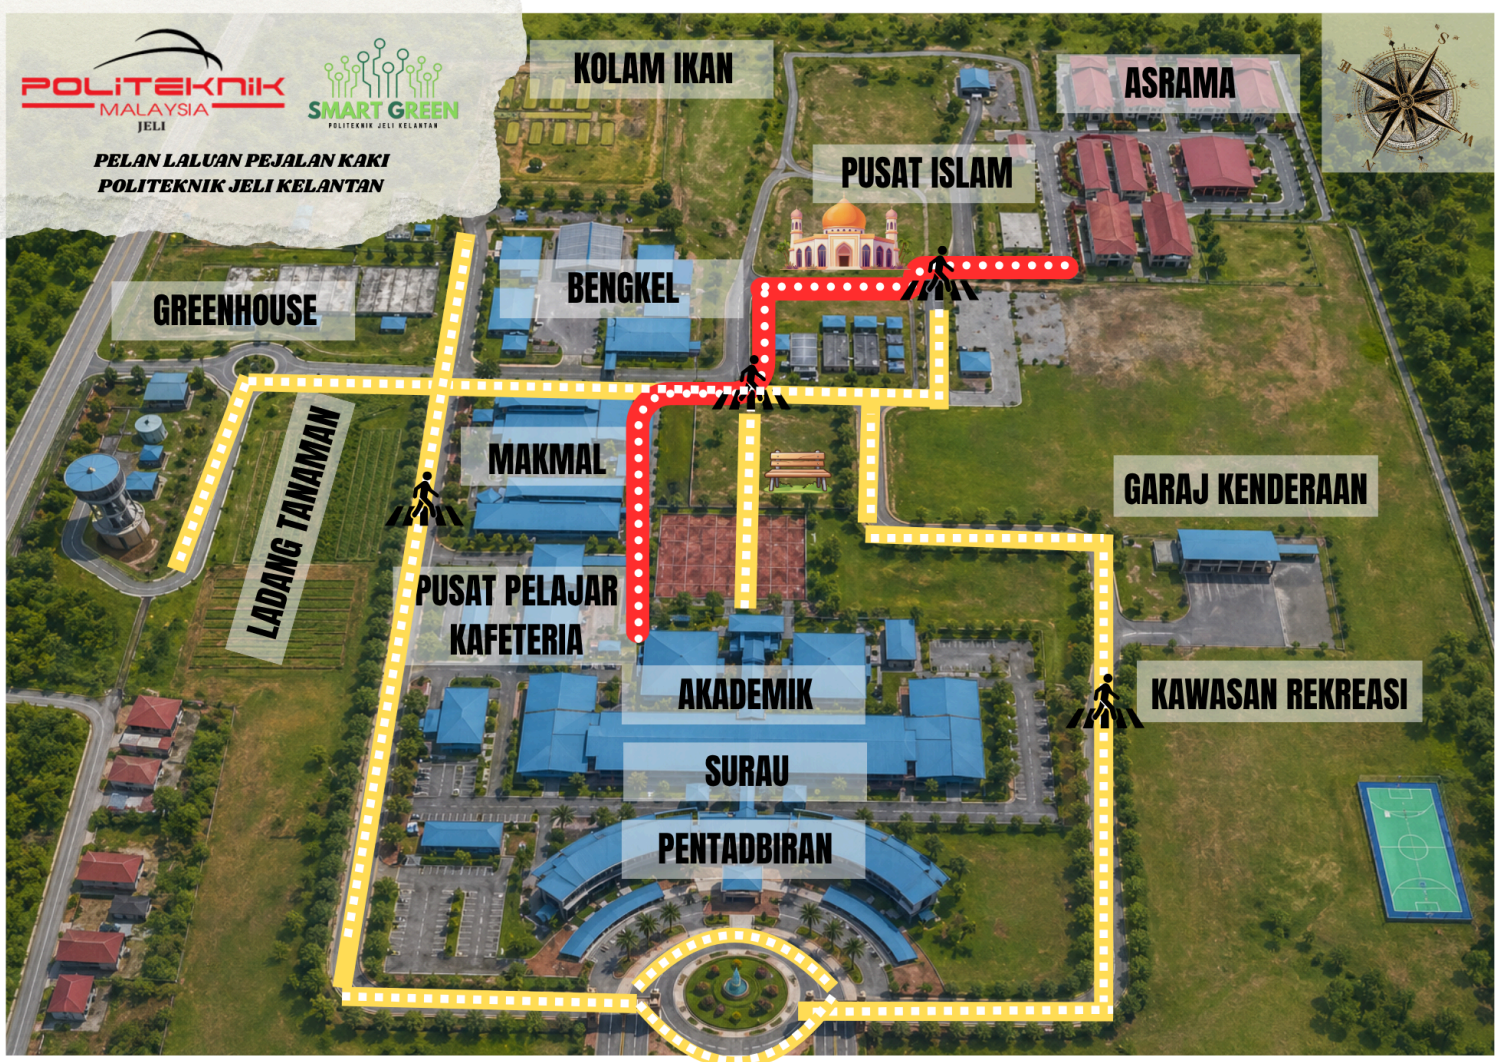 POLITEKNIK
MALAYSIA
JELI
SMART GREEN
POLITEKNIK JELI KELANTAN
PELAN LALUAN PEJALAN KAKI
POLITEKNIK JELI KELANTAN
KOLAM IKAN
ASRAMA
S
E
W
N
PUSAT ISLAM
GREENHOUSE
BENGKEL
LADANG TANAMAN
MAKMAL
GARAJ KENDERAAN
PUSAT PELAJAR
KAFETERIA
AKADEMIK
KAWASAN REKREASI
SURAU
PENTADBIRAN